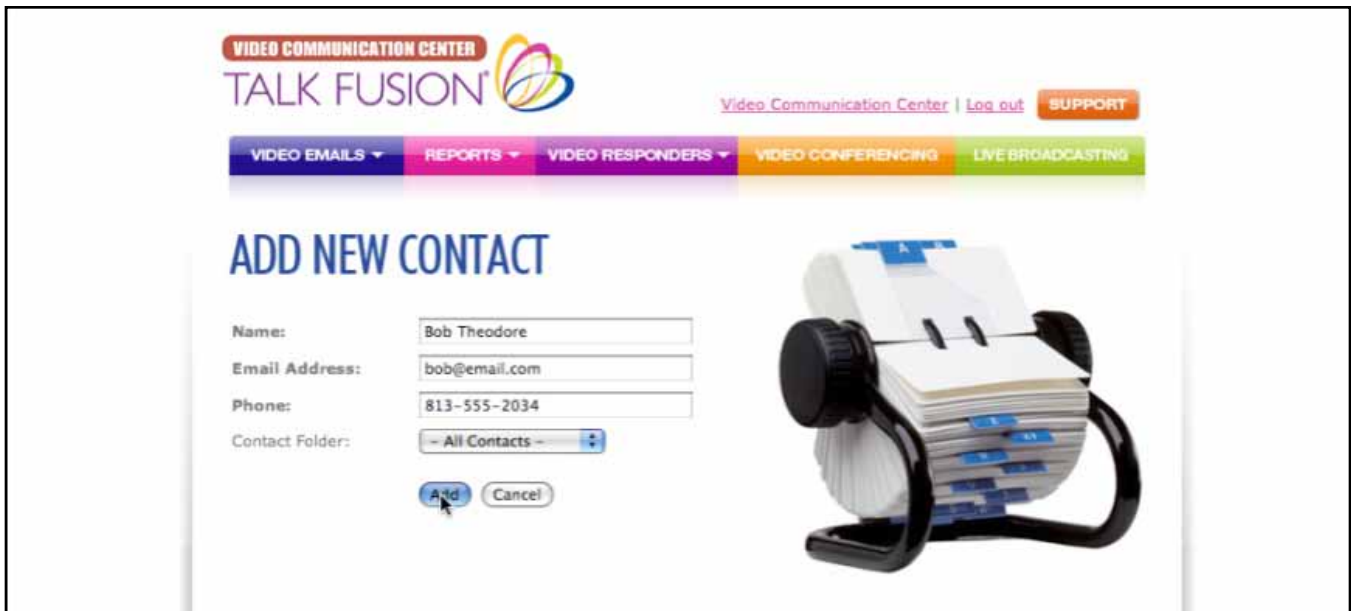 VIDEO COMMUNICATION CENTER
TALK FUSION®
Video Communication Center | Log out SUPPORT
VIDEO EMAILS REPORTS VIDEO RESPONDERS VIDEO CONFERENCING LIVE BROADCASTING
ADD NEW CONTACT
Name: Bob Theodore
Email Address: bob@email.com
Phone: 813-555-2034
Contact Folder: - All Contacts -
Add Cancel
A B